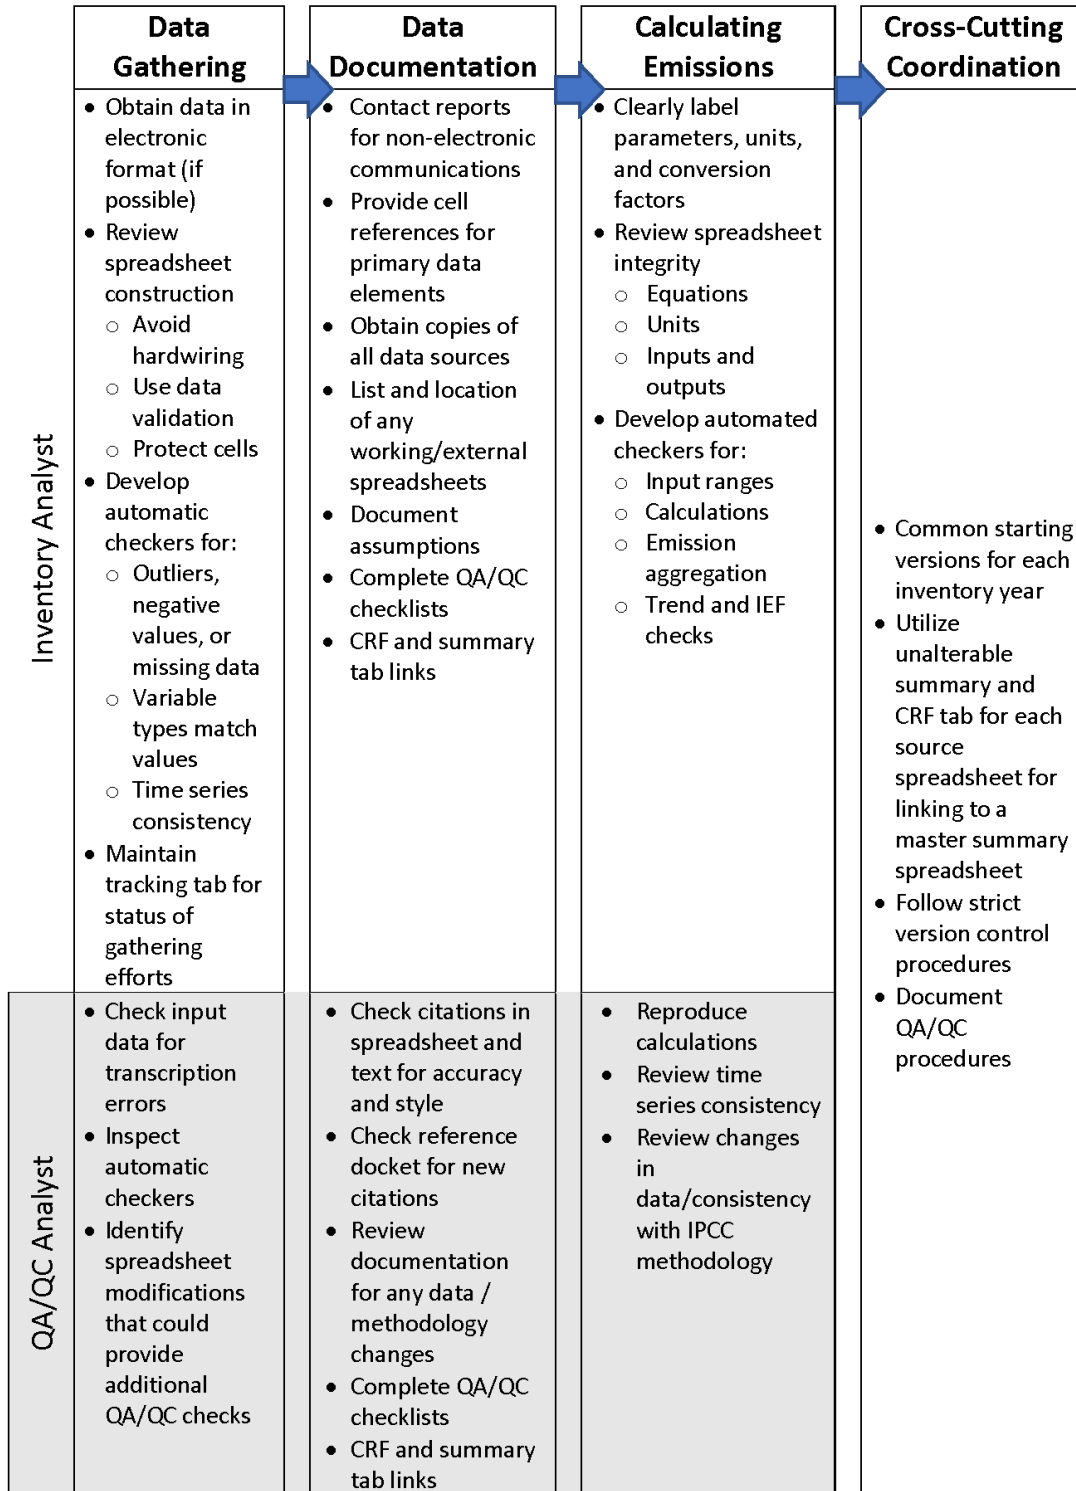 Data
Gathering
Data
Documentation
Calculating
Emissions
Cross-Cutting
Coordination
Inventory Analyst
• Obtain data in
electronic
format (if
possible)
• Review
spreadsheet
construction
○ Avoid
hardwiring
○ Use data
validation
○ Protect cells
• Develop
automatic
checkers for:
○ Outliers,
negative
values, or
missing data
○ Variable
types match
values
○ Time series
consistency
• Maintain
tracking tab for
status of
gathering
efforts
• Contact reports
for non-electronic
communications
• Provide cell
references for
primary data
elements
• Obtain copies of
all data sources
• List and location
of any
working/external
spreadsheets
• Document
assumptions
• Complete QA/QC
checklists
• CRF and summary
tab links
• Clearly label
parameters, units,
and conversion
factors
• Review spreadsheet
integrity
○ Equations
○ Units
○ Inputs and
outputs
• Develop automated
checkers for:
○ Input ranges
○ Calculations
○ Emission
aggregation
○ Trend and IEF
checks
• Common starting
versions for each
inventory year
• Utilize
unalterable
summary and
CRF tab for each
source
spreadsheet for
linking to a
master summary
spreadsheet
• Follow strict
version control
procedures
• Document
QA/QC
procedures
QA/QC Analyst
• Check input
data for
transcription
errors
• Inspect
automatic
checkers
• Identify
spreadsheet
modifications
that could
provide
additional
QA/QC checks
• Check citations in
spreadsheet and
text for accuracy
and style
• Check reference
docket for new
citations
• Review
documentation
for any data /
methodology
changes
• Complete QA/QC
checklists
• CRF and summary
tab links
• Reproduce
calculations
• Review time
series consistency
• Review changes
in
data/consistency
with IPCC
methodology